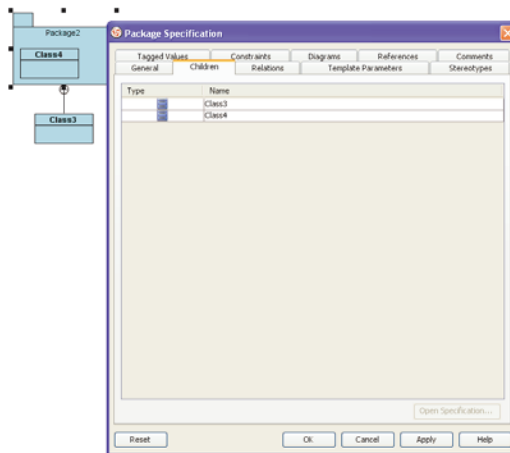 Package2
Class4
Class3
Package Specification
Tagged Values Constraints Diagrams References Comments
General Children Relations Template Parameters Stereotypes
Type Name
Class3
Class4
Open Specification...
Reset OK Cancel Apply Help